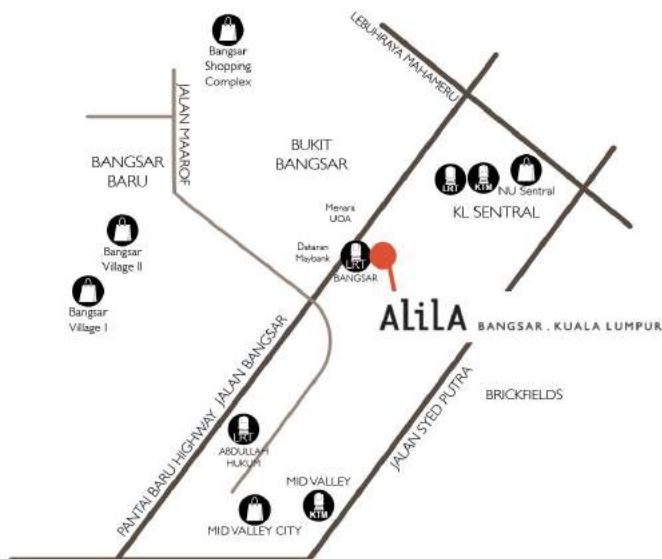 Bangsar
Shopping
Complex
LEBUHRAYA MAHAMERU
JALAN MAAROF
BUKIT
BANGSAR
BANGSAR
BARU
LRT
KTM
NU Sentral
KL SENTRAL
Menara
UOA
Bangsar
Village II
Dataran
Maybank
LRT
BANGSAR
Bangsar
Village I
ALiLA BANGSAR . KUALA LUMPUR
JALAN BANGSAR
PANTAI BARU HIGHWAY
JALAN SYED PUTRA
BRICKFIELDS
LRT
ABDULLAH
HUKUM
MID VALLEY
KTM
MID VALLEY CITY